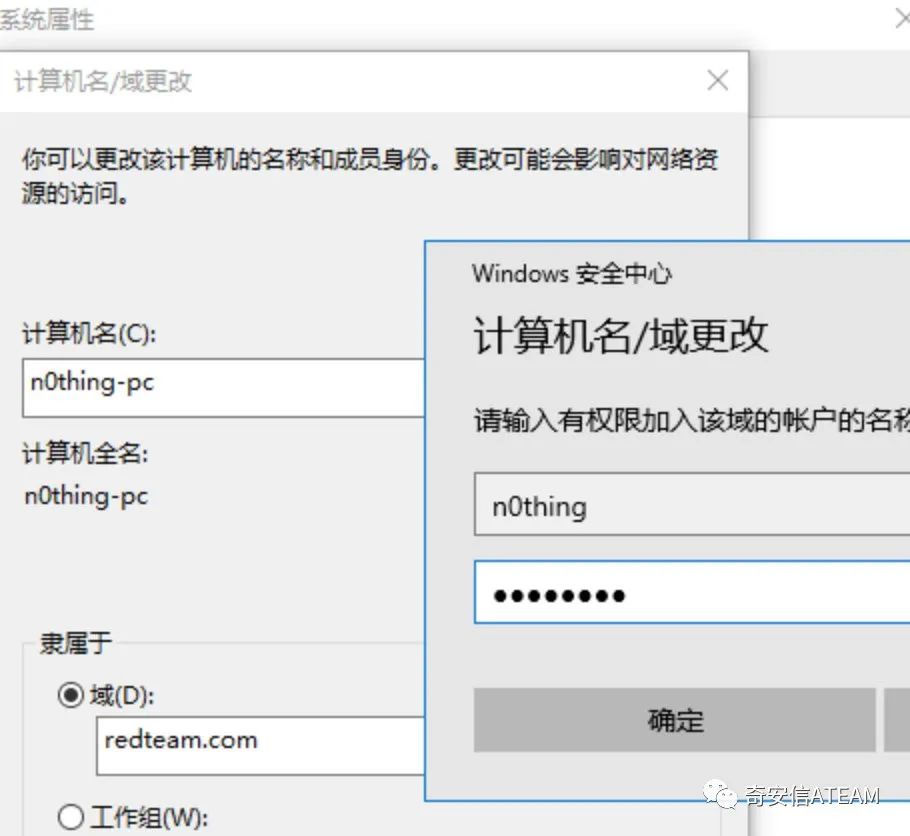 系统属性
计算机名/域更改
你可以更改该计算机的名称和成员身份。更改可能会影响对网络资
源的访问。
计算机名(C):
n0thing-pc
计算机全名:
n0thing-pc
隶属于
域(D):
redteam.com
工作组(W):
Windows 安全中心
计算机名/域更改
请输入有权限加入该域的帐户的名称
n0thing
●●●●●●●●
确定
奇安信ATEAM